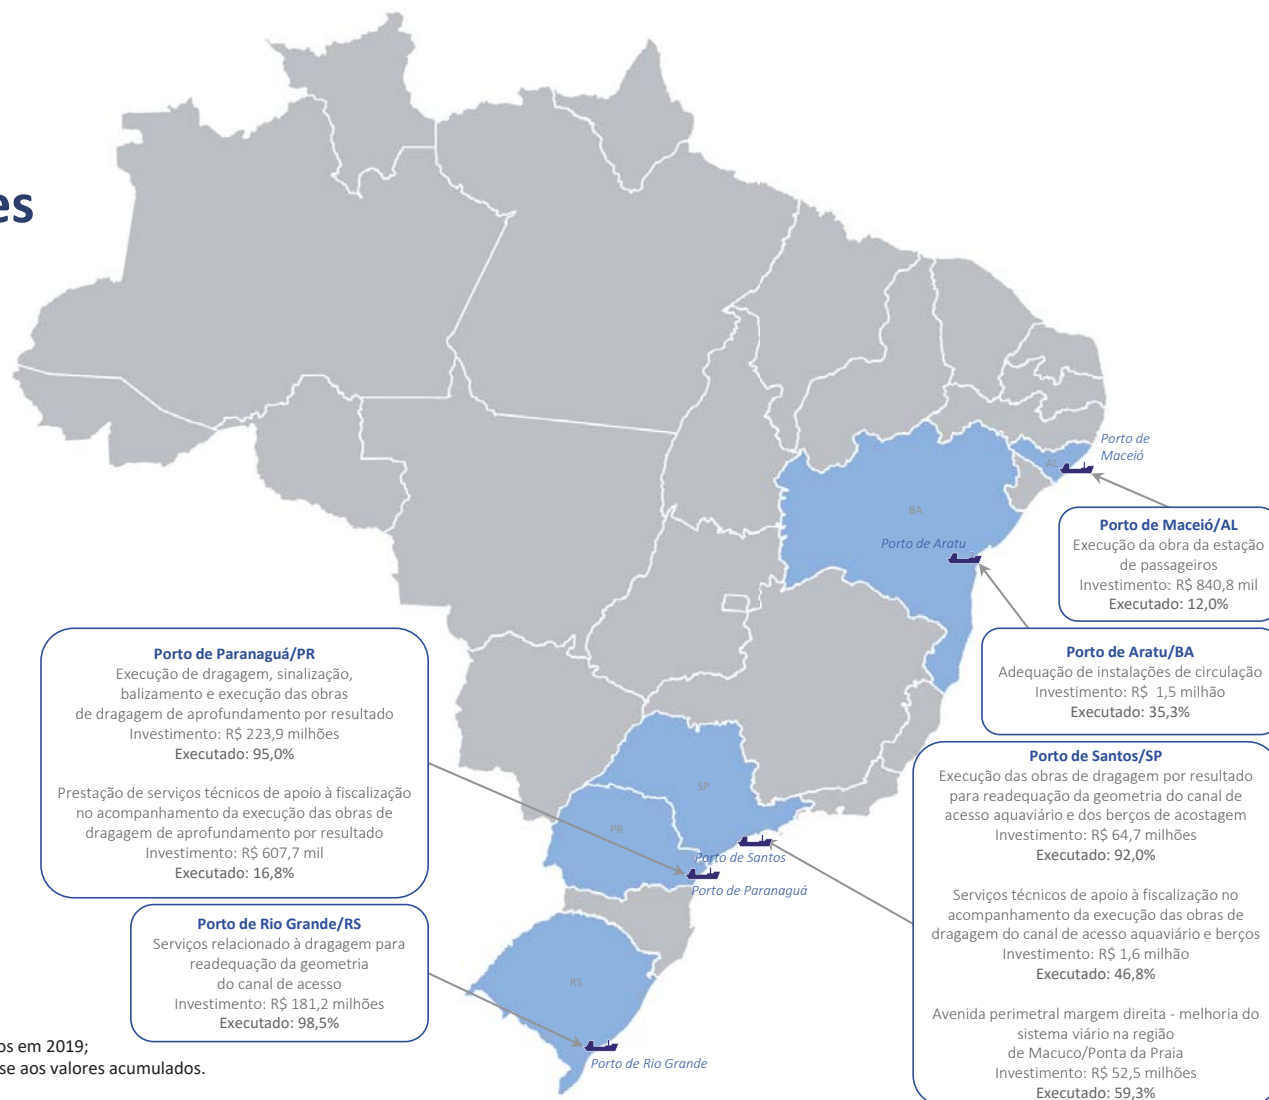 es
Porto de
Maceió
AL
BA
Porto de Aratu
Porto de Maceió/AL
Execução da obra da estação
de passageiros
Investimento: R$ 840,8 mil
Executado: 12,0%
Porto de Aratu/BA
Adequação de instalações de circulação
Investimento: R$ 1,5 milhão
Executado: 35,3%
Porto de Paranaguá/PR
Execução de dragagem, sinalização,
balizamento e execução das obras
de dragagem de aprofundamento por resultado
Investimento: R$ 223,9 milhões
Executado: 95,0%
Prestação de serviços técnicos de apoio à fiscalização
no acompanhamento da execução das obras de
dragagem de aprofundamento por resultado
Investimento: R$ 607,7 mil
Executado: 16,8%
SP
PR
Porto de Santos
Porto de Paranaguá
Porto de Santos/SP
Execução das obras de dragagem por resultado
para readequação da geometria do canal de
acesso aquaviário e dos berços de acostagem
Investimento: R$ 64,7 milhões
Executado: 92,0%
Serviços técnicos de apoio à fiscalização no
acompanhamento da execução das obras de
dragagem do canal de acesso aquaviário e berços
Investimento: R$ 1,6 milhão
Executado: 46,8%
Avenida perimetral margem direita - melhoria do
sistema viário na região
de Macuco/Ponta da Praia
Investimento: R$ 52,5 milhões
Executado: 59,3%
Porto de Rio Grande/RS
Serviços relacionado à dragagem para
readequação da geometria
do canal de acesso
Investimento: R$ 181,2 milhões
Executado: 98,5%
RS
Porto de Rio Grande
os em 2019;
se aos valores acumulados.